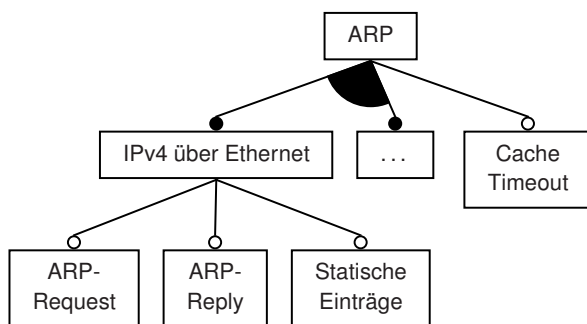 ARP
IPv4 über Ethernet
...
Cache
Timeout
ARP-
Request
ARP-
Reply
Statische
Einträge